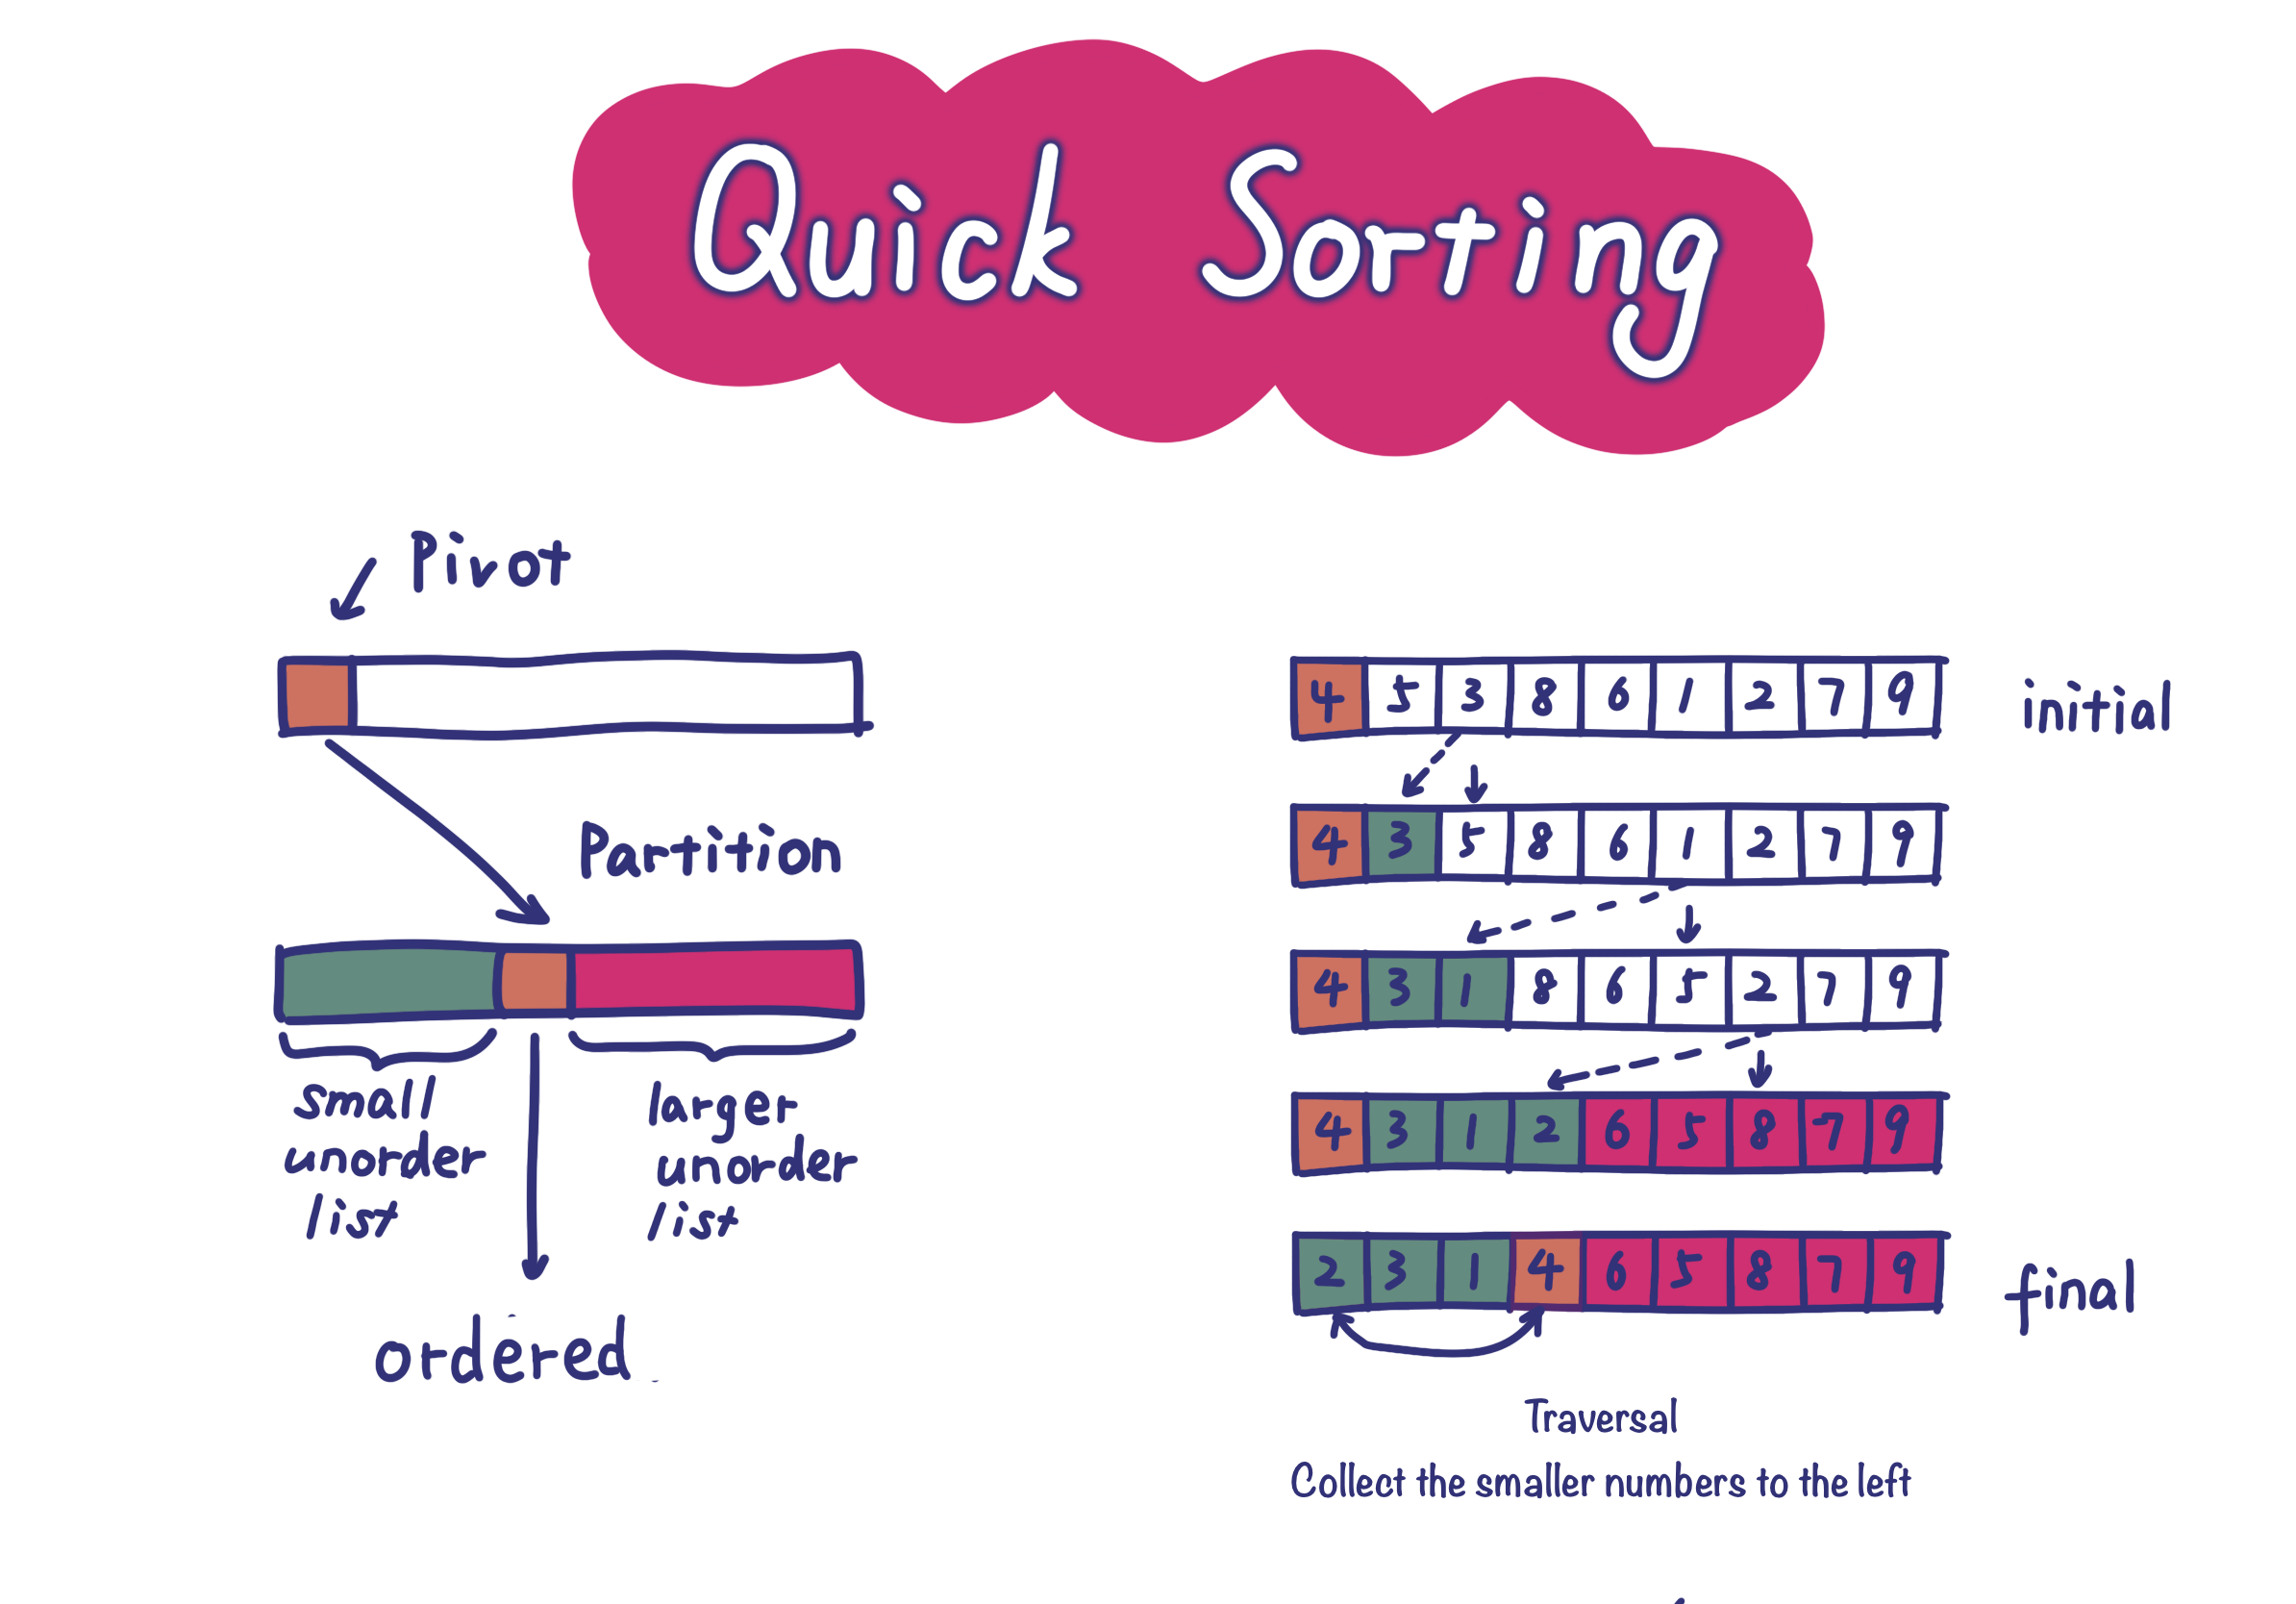 Quick Sorting
Pivot
Partition
small
unorder
list
larger
unorder
list
ordered
4 5 3 8 6 1 2 7 9
initial
4 3 5 8 6 1 2 7 9
4 3 1 8 6 5 2 7 9
4 3 1 2 6 5 8 7 9
2 3 1 4 6 5 8 7 9
final
Traversal
Collect the smaller numbers to the left